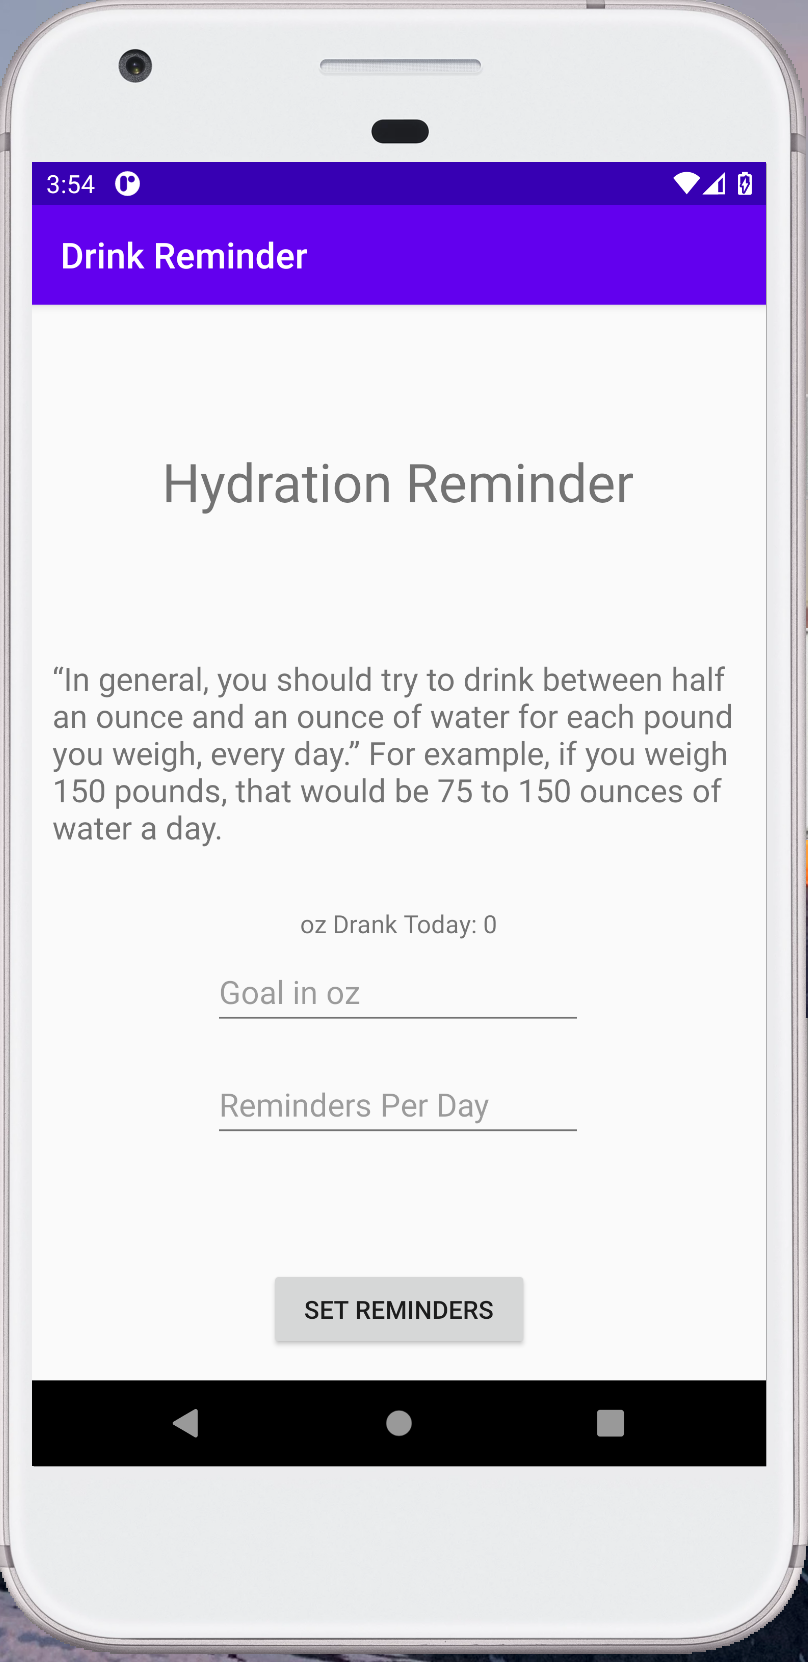 3:54
Drink Reminder
Hydration Reminder
“In general, you should try to drink between half
an ounce and an ounce of water for each pound
you weigh, every day.” For example, if you weigh
150 pounds, that would be 75 to 150 ounces of
water a day.
oz Drank Today: 0
Goal in oz
Reminders Per Day
SET REMINDERS